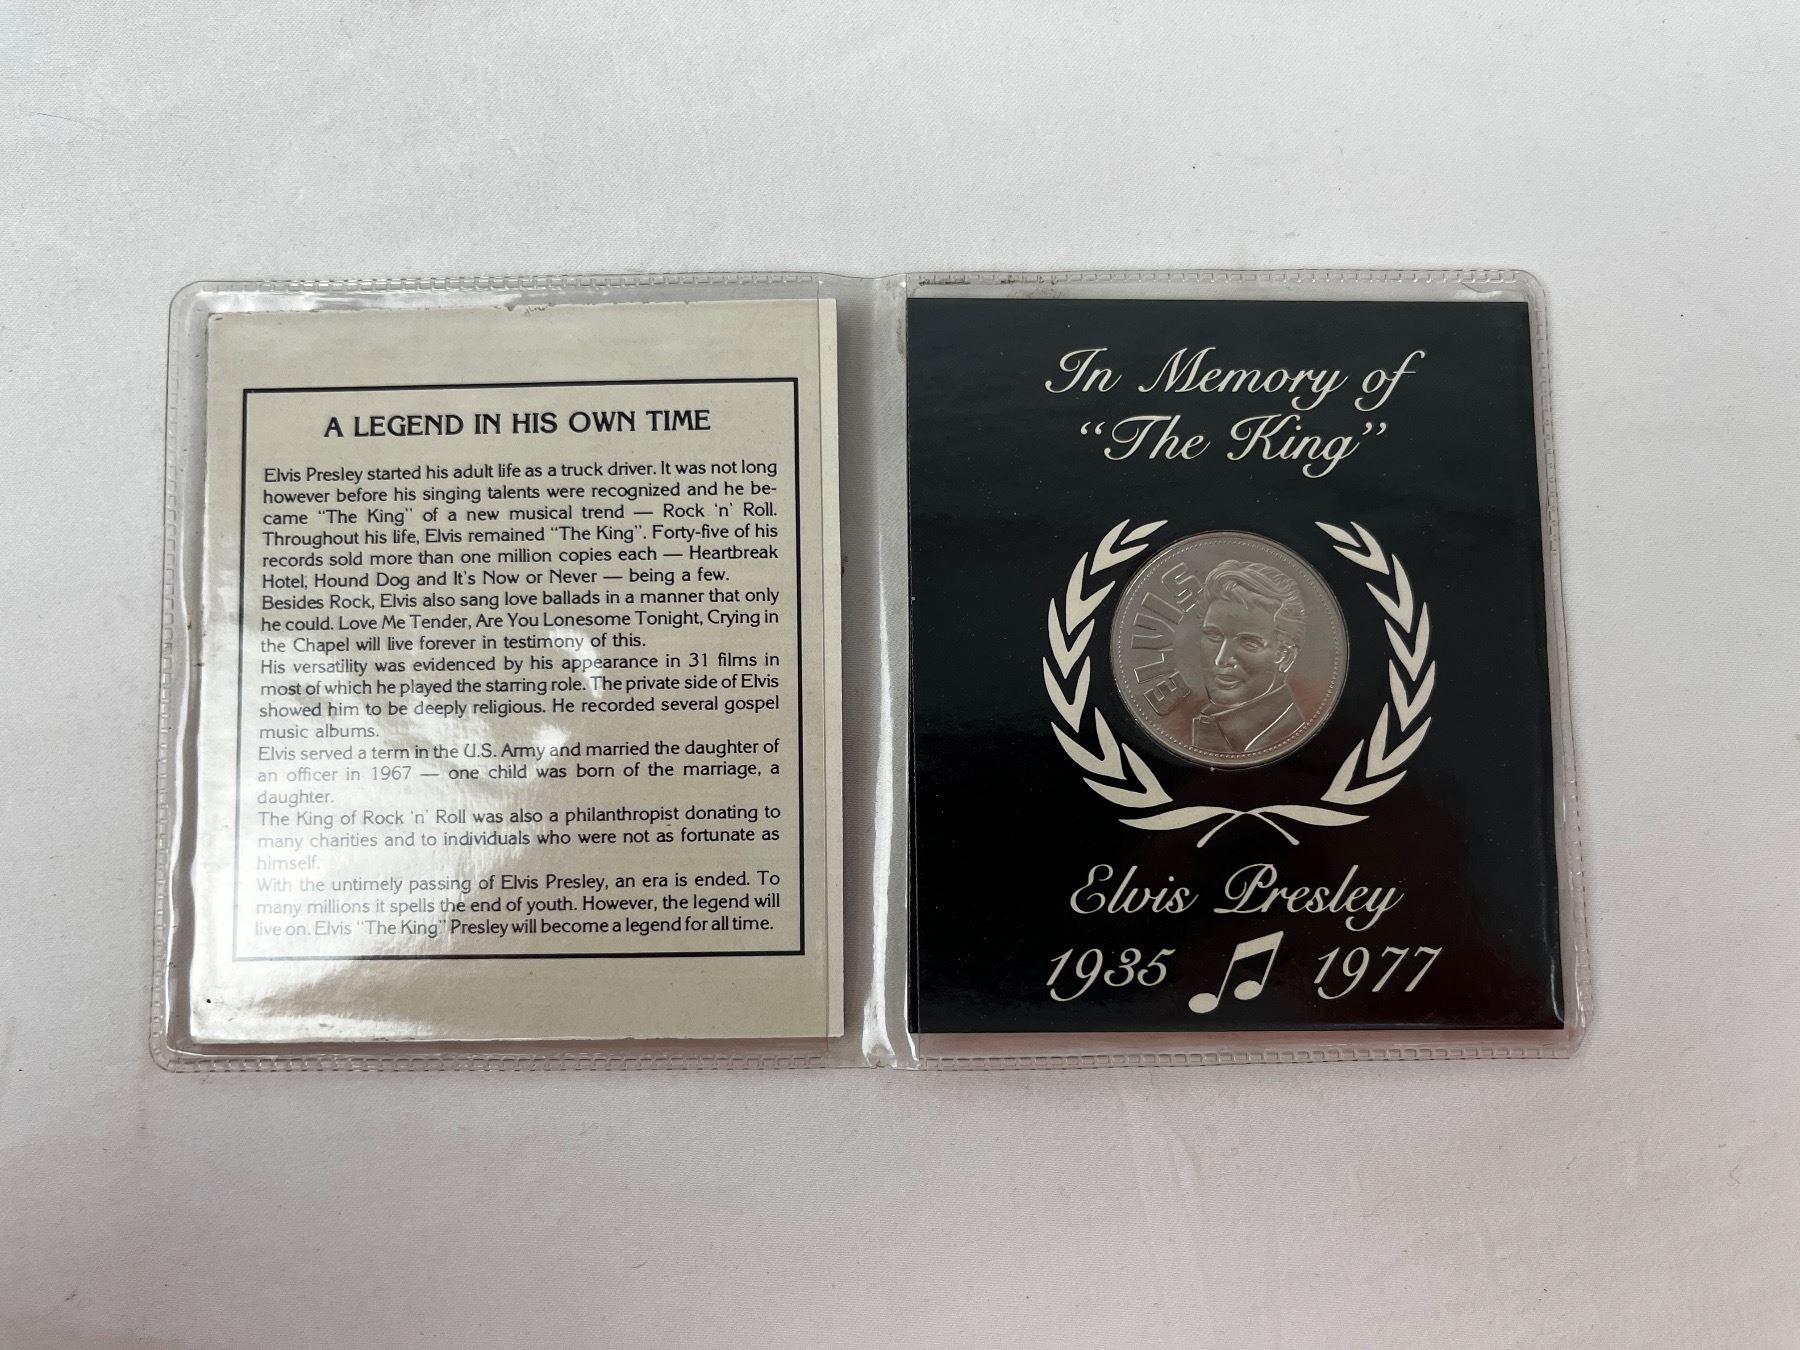 A LEGEND IN HIS OWN TIME
Elvis Presley started his adult life as a truck driver. It was not long
however before his singing talents were recognized and he be-
came "The King" of a new musical trend — Rock 'n' Roll.
Throughout his life, Elvis remained "The King". Forty-five of his
records sold more than one million copies each — Heartbreak
Hotel, Hound Dog and It's Now or Never — being a few.
Besides Rock, Elvis also sang love ballads in a manner that only
he could. Love Me Tender, Are You Lonesome Tonight, Crying in
the Chapel will live forever in testimony of this.
His versatility was evidenced by his appearance in 31 films in
most of which he played the starring role. The private side of Elvis
showed him to be deeply religious. He recorded several gospel
music albums.
Elvis served a term in the U.S. Army and married the daughter of
an officer in 1967 — one child was born of the marriage, a
daughter.
The King of Rock 'n' Roll was also a philanthropist donating to
many charities and to individuals who were not as fortunate as
himself.
With the untimely passing of Elvis Presley, an era is ended. To
many millions it spells the end of youth. However, the legend will
live on. Elvis "The King" Presley will become a legend for all time.
In Memory of
"The King"
ELVIS
Elvis Presley
1935 1977